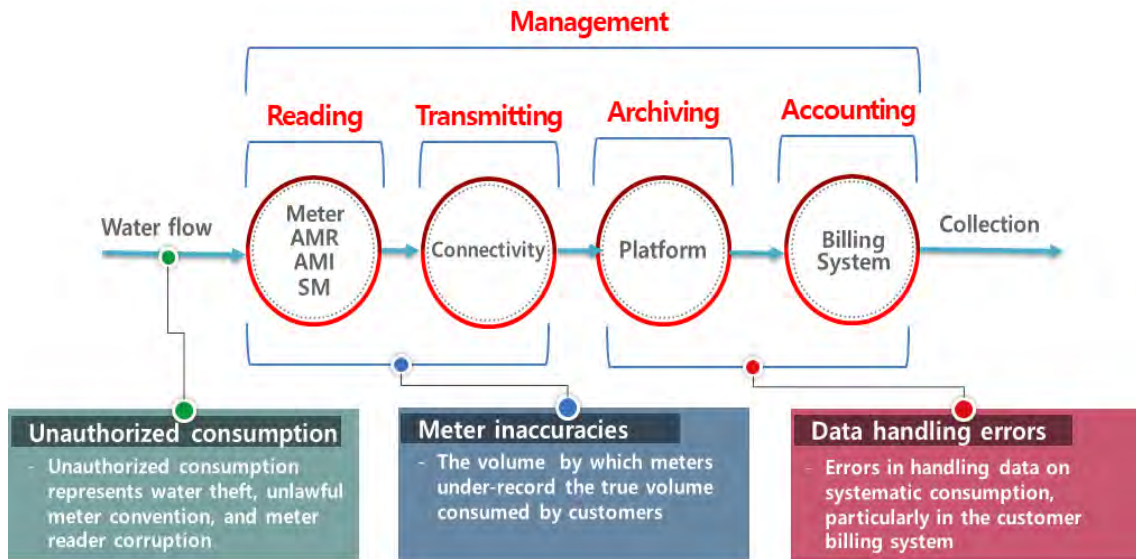 Management
Reading
Transmitting
Archiving
Accounting
Water flow
Meter
AMR
AMI
SM
Connectivity
Platform
Billing
System
Collection
Unauthorized consumption
- Unauthorized consumption
represents water theft, unlawful
meter convention, and meter
reader corruption
Meter inaccuracies
- The volume by which meters
under-record the true volume
consumed by customers
Data handling errors
- Errors in handling data on
systematic consumption,
particularly in the customer
billing system